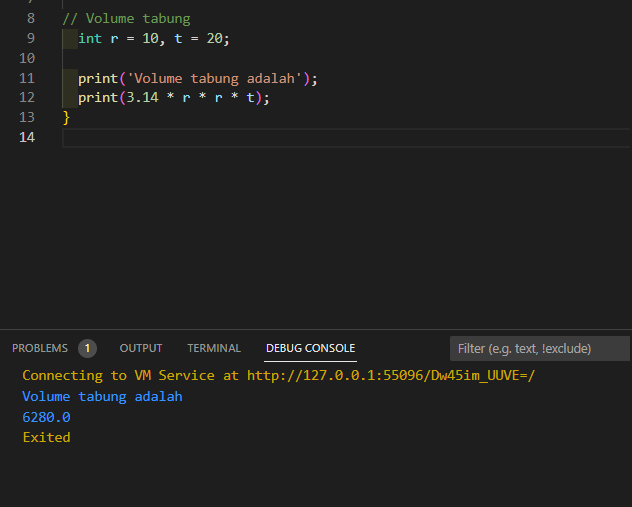 8 // Volume tabung
9 int r = 10, t = 20;
10
11 print('Volume tabung adalah');
12 print(3.14 * r * r * t);
13 }
14
PROBLEMS 1 OUTPUT TERMINAL DEBUG CONSOLE Filter (e.g. text, !exclude)
Connecting to VM Service at http://127.0.0.1:55096/Dw45im_UUVE=/
Volume tabung adalah
6280.0
Exited